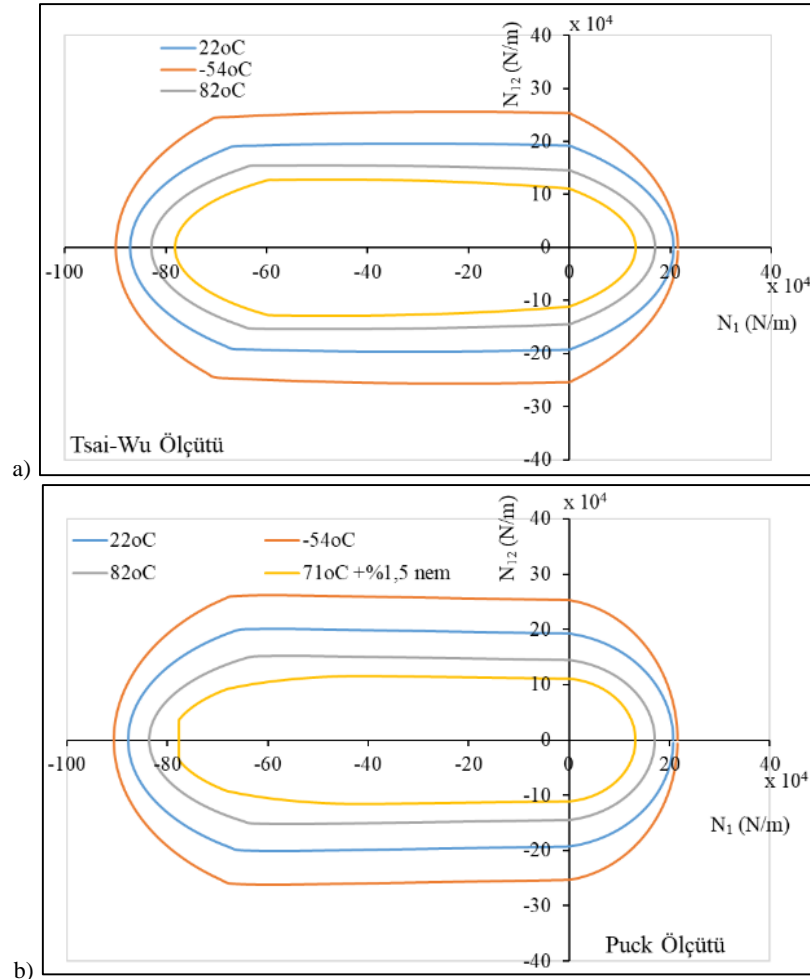 x 10⁴
22oC
-54oC
82oC
N₁₂ (N/m)
40
30
20
10
0
-10
-20
-30
-40
-100
-80
-60
-40
-20
0
20
40
x 10⁴
N₁ (N/m)
Tsai-Wu Ölçütü
a)
x 10⁴
22oC
-54oC
82oC
71oC +%1,5 nem
N₁₂ (N/m)
40
30
20
10
0
-10
-20
-30
-40
-100
-80
-60
-40
-20
0
20
40
x 10⁴
N₁ (N/m)
Puck Ölçütü
b)